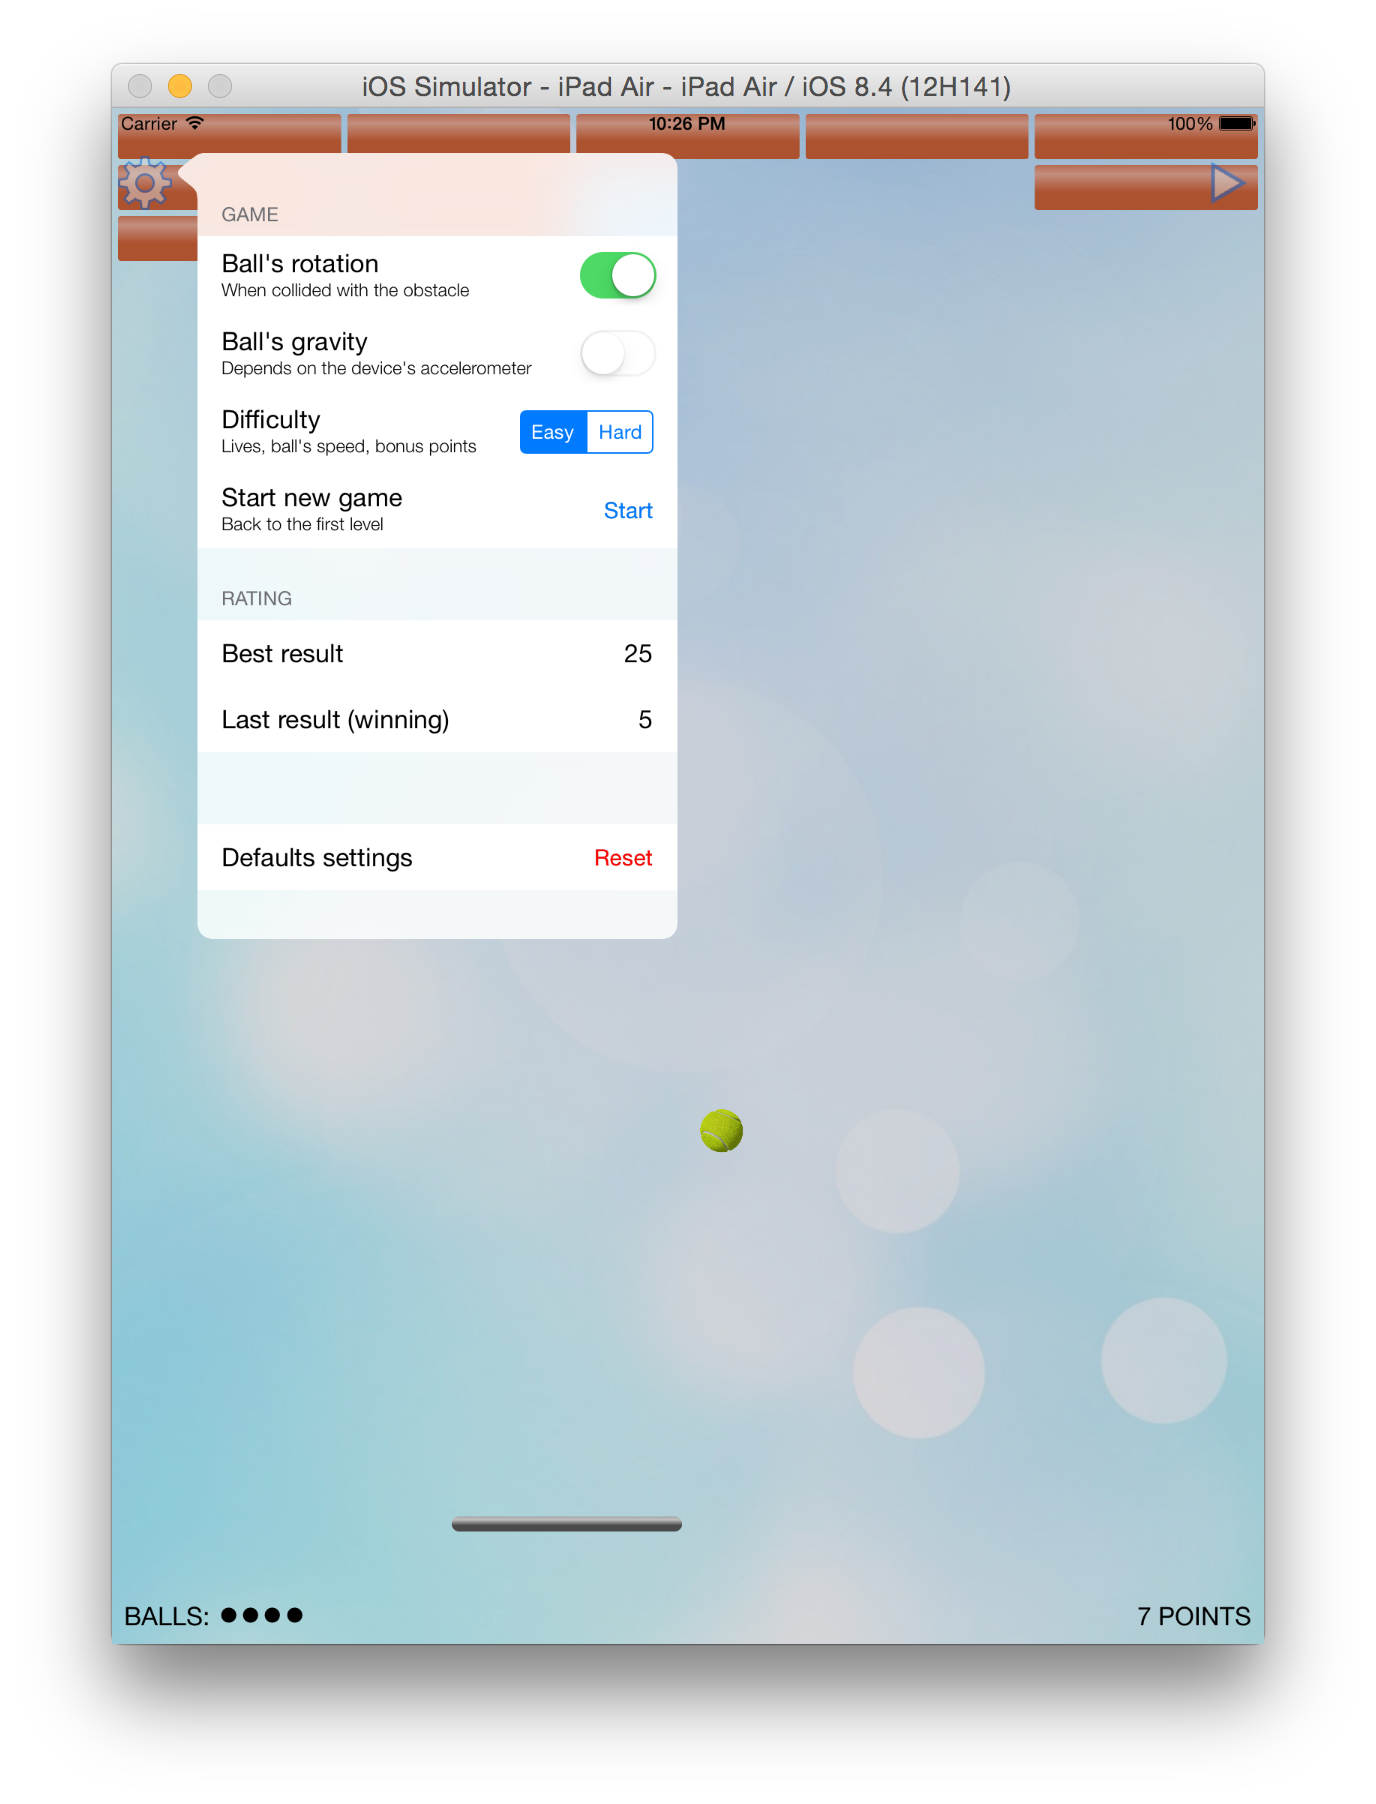 iOS Simulator - iPad Air - iPad Air / iOS 8.4 (12H141)
Carrier 10:26 PM 100%
GAME
Ball's rotation
When collided with the obstacle
Ball's gravity
Depends on the device's accelerometer
Difficulty
Lives, ball's speed, bonus points
Easy Hard
Start new game
Back to the first level
Start
RATING
Best result 25
Last result (winning) 5
Defaults settings Reset
BALLS: ●●●● 7 POINTS